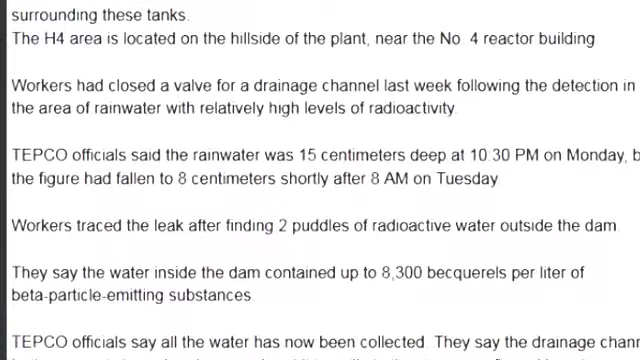 surrounding these tanks.
The H4 area is located on the hillside of the plant, near the No. 4 reactor building
Workers had closed a valve for a drainage channel last week following the detection in
the area of rainwater with relatively high levels of radioactivity.
TEPCO officials said the rainwater was 15 centimeters deep at 10:30 PM on Monday,
the figure had fallen to 8 centimeters shortly after 8 AM on Tuesday
Workers traced the leak after finding 2 puddles of radioactive water outside the dam.
They say the water inside the dam contained up to 8,300 becquerels per liter of
beta-particle-emitting substances.
TEPCO officials say all the water has now been collected. They say the drainage